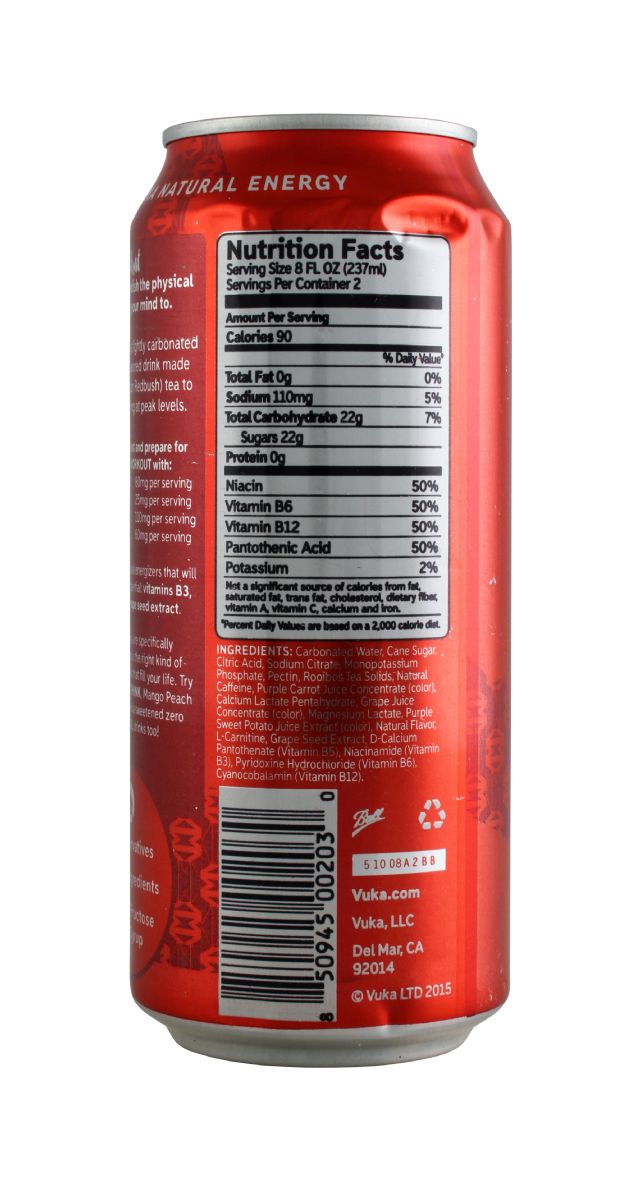 A NATURAL ENERGY
the physical
your mind to.
lightly carbonated
drink made
Redbush) tea to
at peak levels.
and prepare for
WORKOUT with:
60mg per serving
25mg per serving
100mg per serving
60mg per serving
energizers that will
vitamins B3,
seed extract.
specifically
the right kind of
that fill your life. Try
Mango Peach
zero
drinks too!
Nutrition Facts
Serving Size 8 FL OZ (237ml)
Servings Per Container 2
Amount Per Serving
Calories 90
% Daily Value*
Total Fat 0g 0%
Sodium 110mg 5%
Total Carbohydrate 22g 7%
Sugars 22g
Protein 0g
Niacin 50%
Vitamin B6 50%
Vitamin B12 50%
Pantothenic Acid 50%
Potassium 2%
Not a significant source of calories from fat,
saturated fat, trans fat, cholesterol, dietary fiber,
vitamin A, vitamin C, calcium and iron.
*Percent Daily Values are based on a 2,000 calorie diet.
INGREDIENTS: Carbonated Water, Cane Sugar,
Citric Acid, Sodium Citrate, Monopotassium
Phosphate, Pectin, Rooibos Tea Solids, Natural
Caffeine, Purple Carrot Juice Concentrate (color),
Calcium Lactate Pentahydrate, Grape Juice
Concentrate (color), Magnesium Lactate, Purple
Sweet Potato Juice Extract (color), Natural Flavor,
L-Carnitine, Grape Seed Extract, D-Calcium
Pantothenate (Vitamin B5), Niacinamide (Vitamin
B3), Pyridoxine Hydrochloride (Vitamin B6),
Cyanocobalamin (Vitamin B12).
8 50945 00203 0
Ball
5 10 08A2 BB
Vuka.com
Vuka, LLC
Del Mar, CA
92014
© Vuka LTD 2015